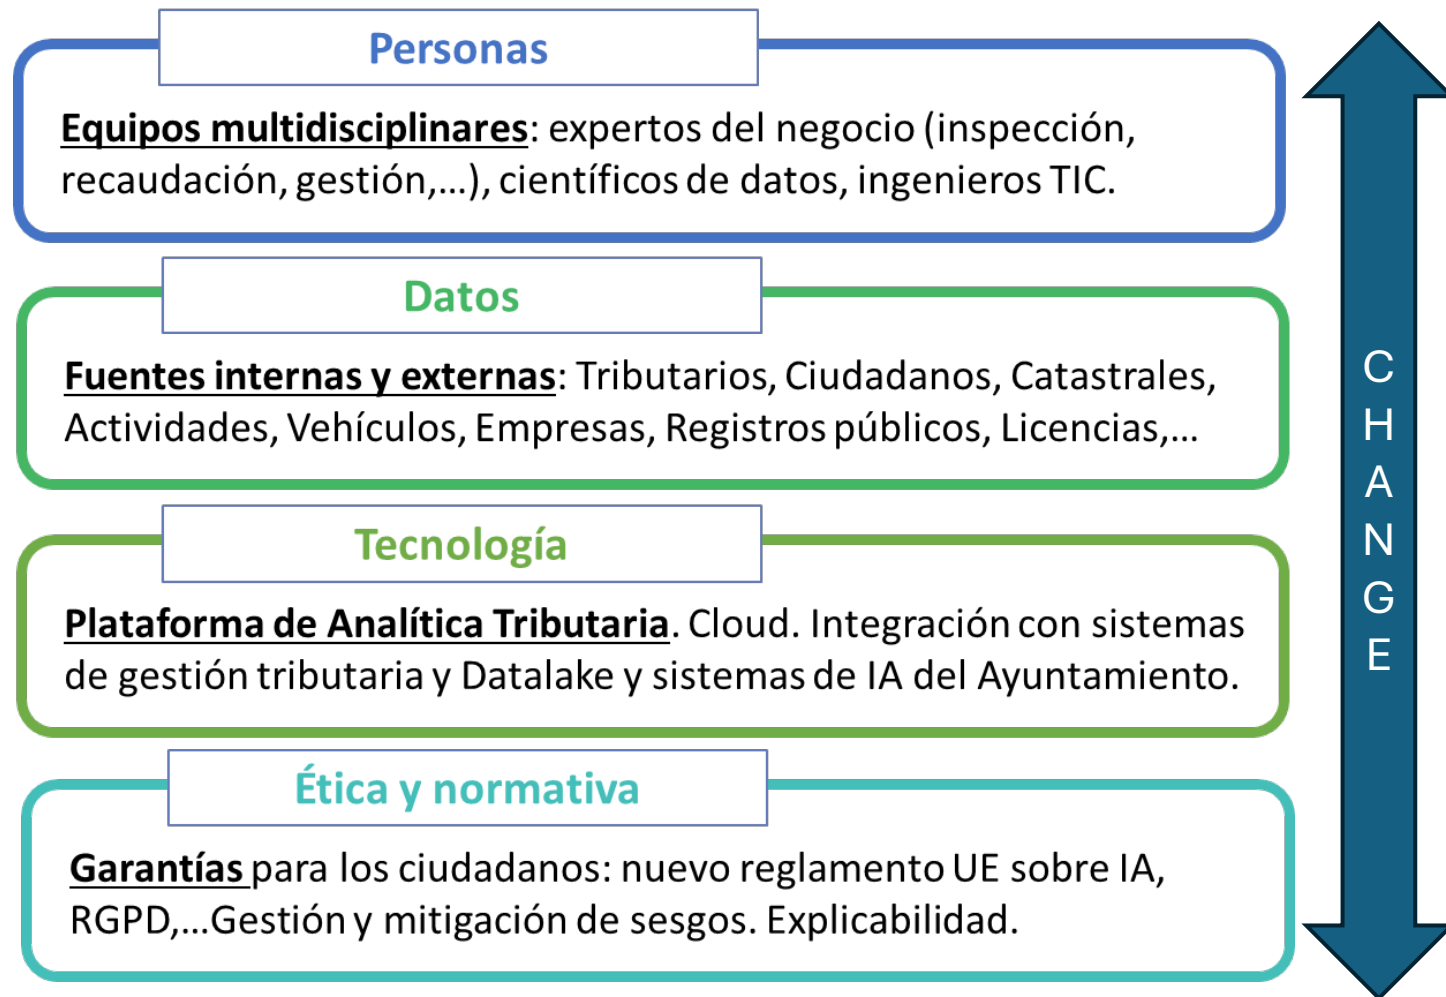 Personas
Equipos multidisciplinares: expertos del negocio (inspección,
recaudación, gestión,...), científicos de datos, ingenieros TIC.
Datos
Fuentes internas y externas: Tributarios, Ciudadanos, Catastrales,
Actividades, Vehículos, Empresas, Registros públicos, Licencias,...
Tecnología
Plataforma de Analítica Tributaria. Cloud. Integración con sistemas
de gestión tributaria y Datalake y sistemas de IA del Ayuntamiento.
Ética y normativa
Garantías para los ciudadanos: nuevo reglamento UE sobre IA,
RGPD,...Gestión y mitigación de sesgos. Explicabilidad.
CHANGE